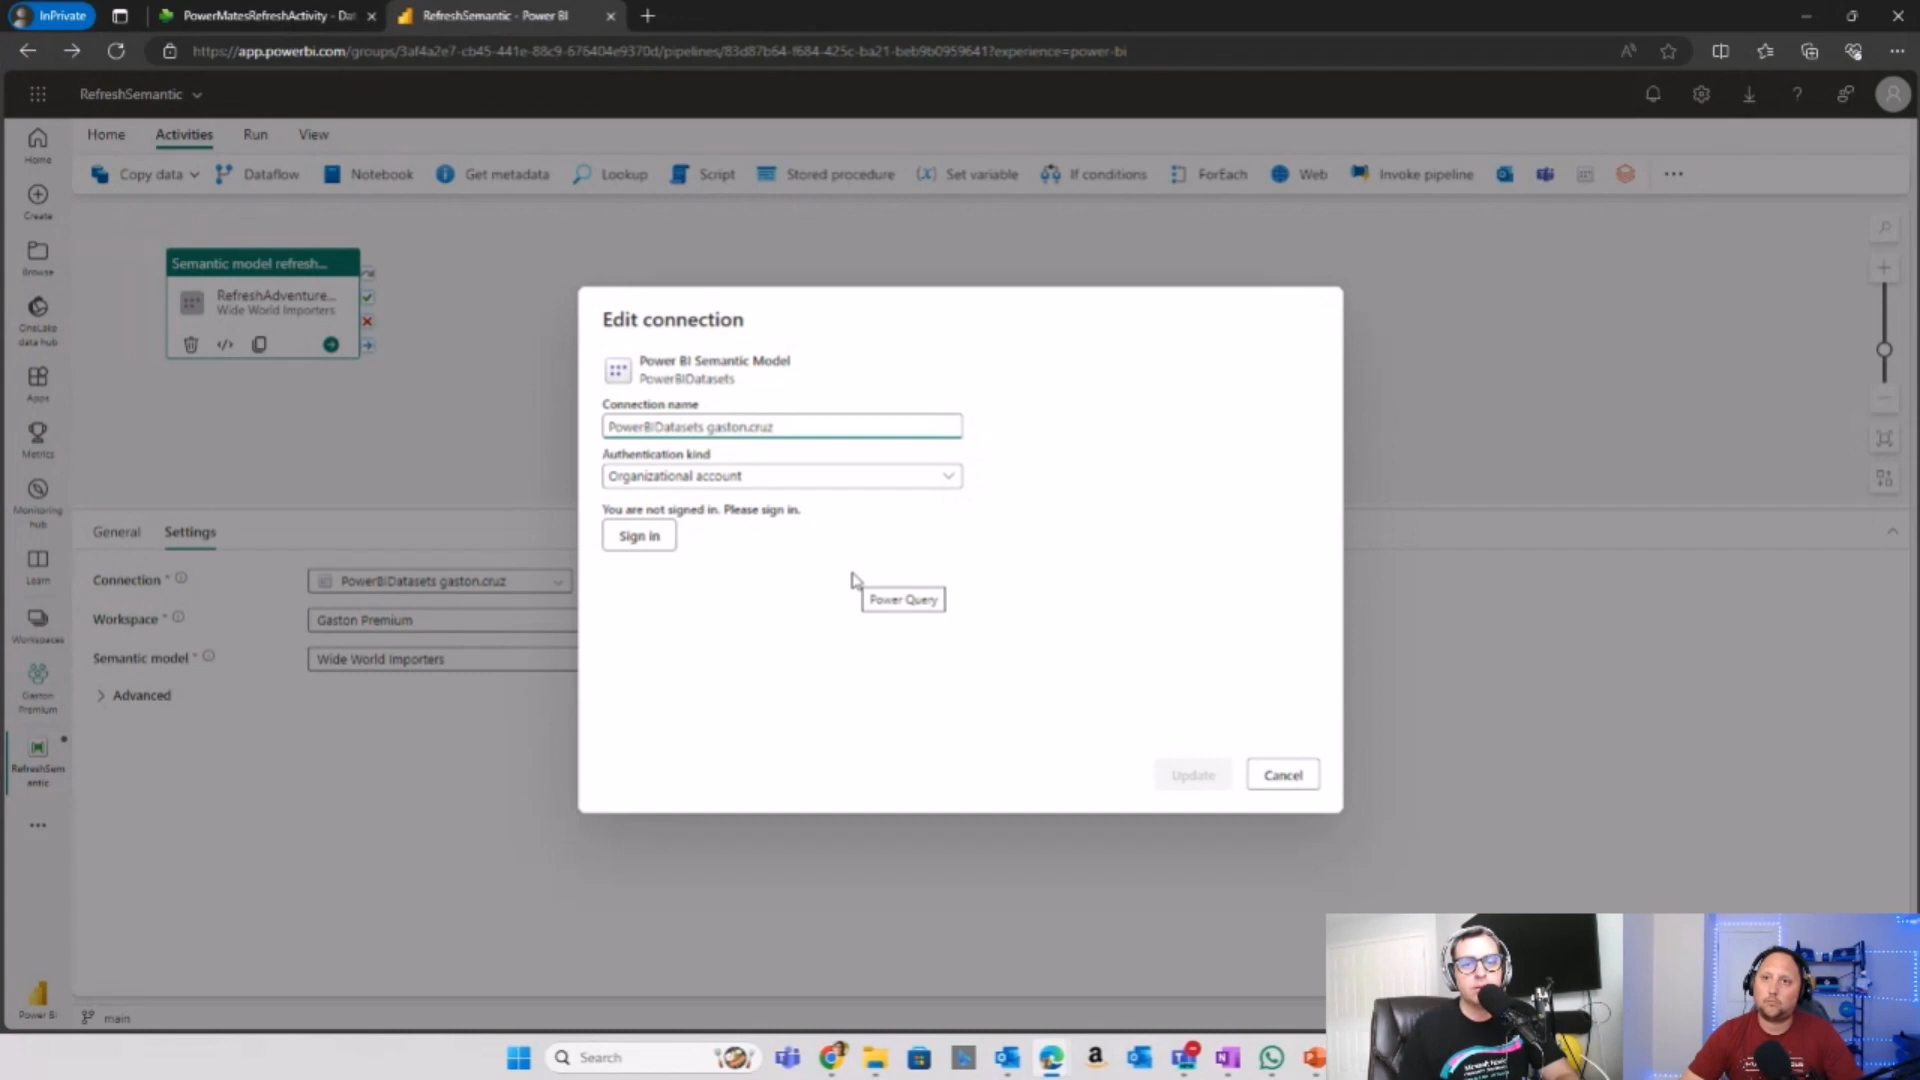 InPrivate
PowerMatesRefreshActivity - Da
RefreshSemantic - Power BI
https://app.powerbi.com/groups/3af4a2e7-cb45-441e-88c9-676404e9370d/pipelines/83d87b64-f684-425c-ba21-beb9b0959641?experience=power-bi
RefreshSemantic
Home Activities Run View
Copy data Dataflow Notebook Get metadata Lookup Script Stored procedure (x) Set variable If conditions ForEach Web Invoke pipeline
Home
Create
Browse
OneLake
data hub
Apps
Metrics
Monitoring
hub
Learn
Workspaces
Gaston
Premium
RefreshSem
antic
Power BI
Semantic model refresh...
RefreshAdventure...
Wide World Importers
Edit connection
Power BI Semantic Model
PowerBIDatasets
Connection name
PowerBIDatasets gaston.cruz
Authentication kind
Organizational account
You are not signed in. Please sign in.
Sign in
Power Query
Update Cancel
General Settings
Connection * PowerBIDatasets gaston.cruz
Workspace * Gaston Premium
Semantic model * Wide World Importers
Advanced
main
Search